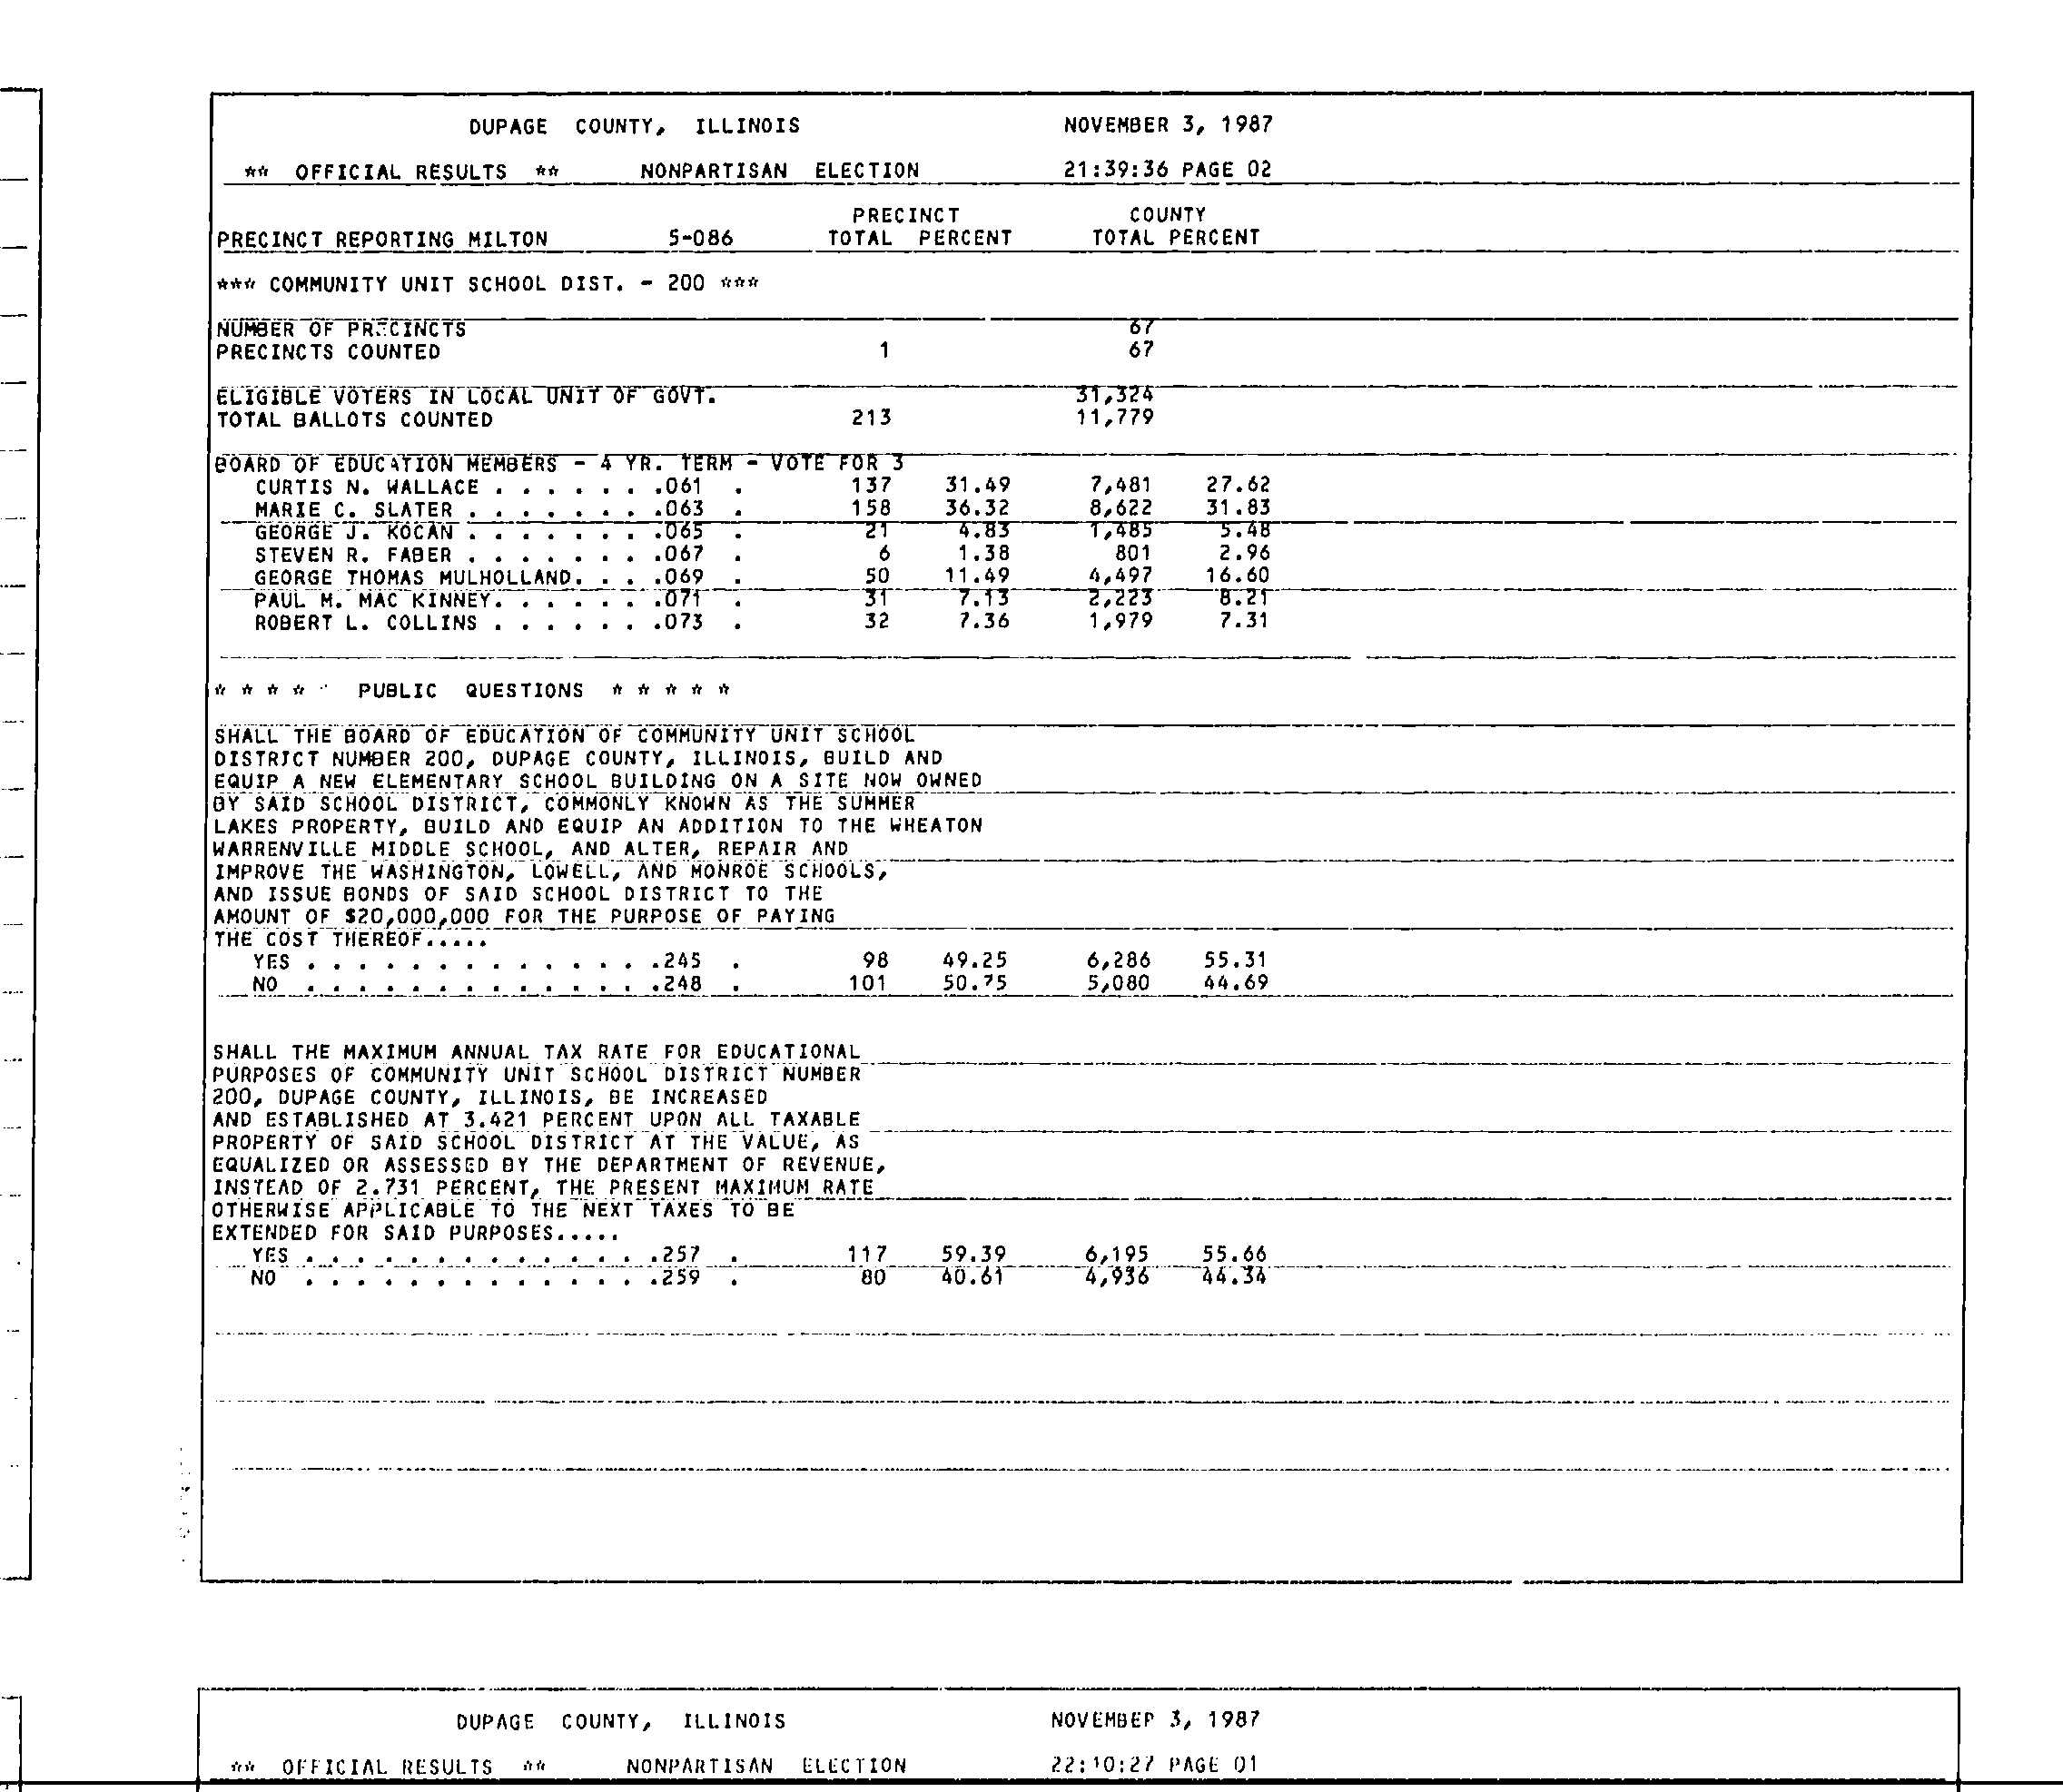 DUPAGE COUNTY, ILLINOIS NOVEMBER 3, 1987
** OFFICIAL RESULTS ** NONPARTISAN ELECTION 21:39:36 PAGE 02
PRECINCT COUNTY
PRECINCT REPORTING MILTON 5-086 TOTAL PERCENT TOTAL PERCENT
*** COMMUNITY UNIT SCHOOL DIST. - 200 ***
NUMBER OF PRECINCTS 67
PRECINCTS COUNTED 1 67
ELIGIBLE VOTERS IN LOCAL UNIT OF GOVT. 31,324
TOTAL BALLOTS COUNTED 213 11,779
BOARD OF EDUCATION MEMBERS - 4 YR. TERM - VOTE FOR 3
CURTIS N. WALLACE . . . . . . .061 . 137 31.49 7,481 27.62
MARIE C. SLATER . . . . . . . .063 . 158 36.32 8,622 31.83
GEORGE J. KOCAN . . . . . . . .065 . 21 4.83 1,485 5.48
STEVEN R. FABER . . . . . . . .067 . 6 1.38 801 2.96
GEORGE THOMAS MULHOLLAND. . . .069 . 50 11.49 4,497 16.60
PAUL M. MAC KINNEY. . . . . . .071 . 31 7.13 2,223 8.21
ROBERT L. COLLINS . . . . . . .073 . 32 7.36 1,979 7.31
* * * * * PUBLIC QUESTIONS * * * * *
SHALL THE BOARD OF EDUCATION OF COMMUNITY UNIT SCHOOL
DISTRICT NUMBER 200, DUPAGE COUNTY, ILLINOIS, BUILD AND
EQUIP A NEW ELEMENTARY SCHOOL BUILDING ON A SITE NOW OWNED
BY SAID SCHOOL DISTRICT, COMMONLY KNOWN AS THE SUMMER
LAKES PROPERTY, BUILD AND EQUIP AN ADDITION TO THE WHEATON
WARRENVILLE MIDDLE SCHOOL, AND ALTER, REPAIR AND
IMPROVE THE WASHINGTON, LOWELL, AND MONROE SCHOOLS,
AND ISSUE BONDS OF SAID SCHOOL DISTRICT TO THE
AMOUNT OF $20,000,000 FOR THE PURPOSE OF PAYING
THE COST THEREOF.....
YES . . . . . . . . . . . . . .245 . 98 49.25 6,286 55.31
NO . . . . . . . . . . . . . .248 . 101 50.75 5,080 44.69
SHALL THE MAXIMUM ANNUAL TAX RATE FOR EDUCATIONAL
PURPOSES OF COMMUNITY UNIT SCHOOL DISTRICT NUMBER
200, DUPAGE COUNTY, ILLINOIS, BE INCREASED
AND ESTABLISHED AT 3.421 PERCENT UPON ALL TAXABLE
PROPERTY OF SAID SCHOOL DISTRICT AT THE VALUE, AS
EQUALIZED OR ASSESSED BY THE DEPARTMENT OF REVENUE,
INSTEAD OF 2.731 PERCENT, THE PRESENT MAXIMUM RATE
OTHERWISE APPLICABLE TO THE NEXT TAXES TO BE
EXTENDED FOR SAID PURPOSES.....
YES . . . . . . . . . . . . . .257 . 117 59.39 6,195 55.66
NO . . . . . . . . . . . . . .259 . 80 40.61 4,936 44.34
DUPAGE COUNTY, ILLINOIS NOVEMBER 3, 1987
** OFFICIAL RESULTS ** NONPARTISAN ELECTION 22:10:27 PAGE 01